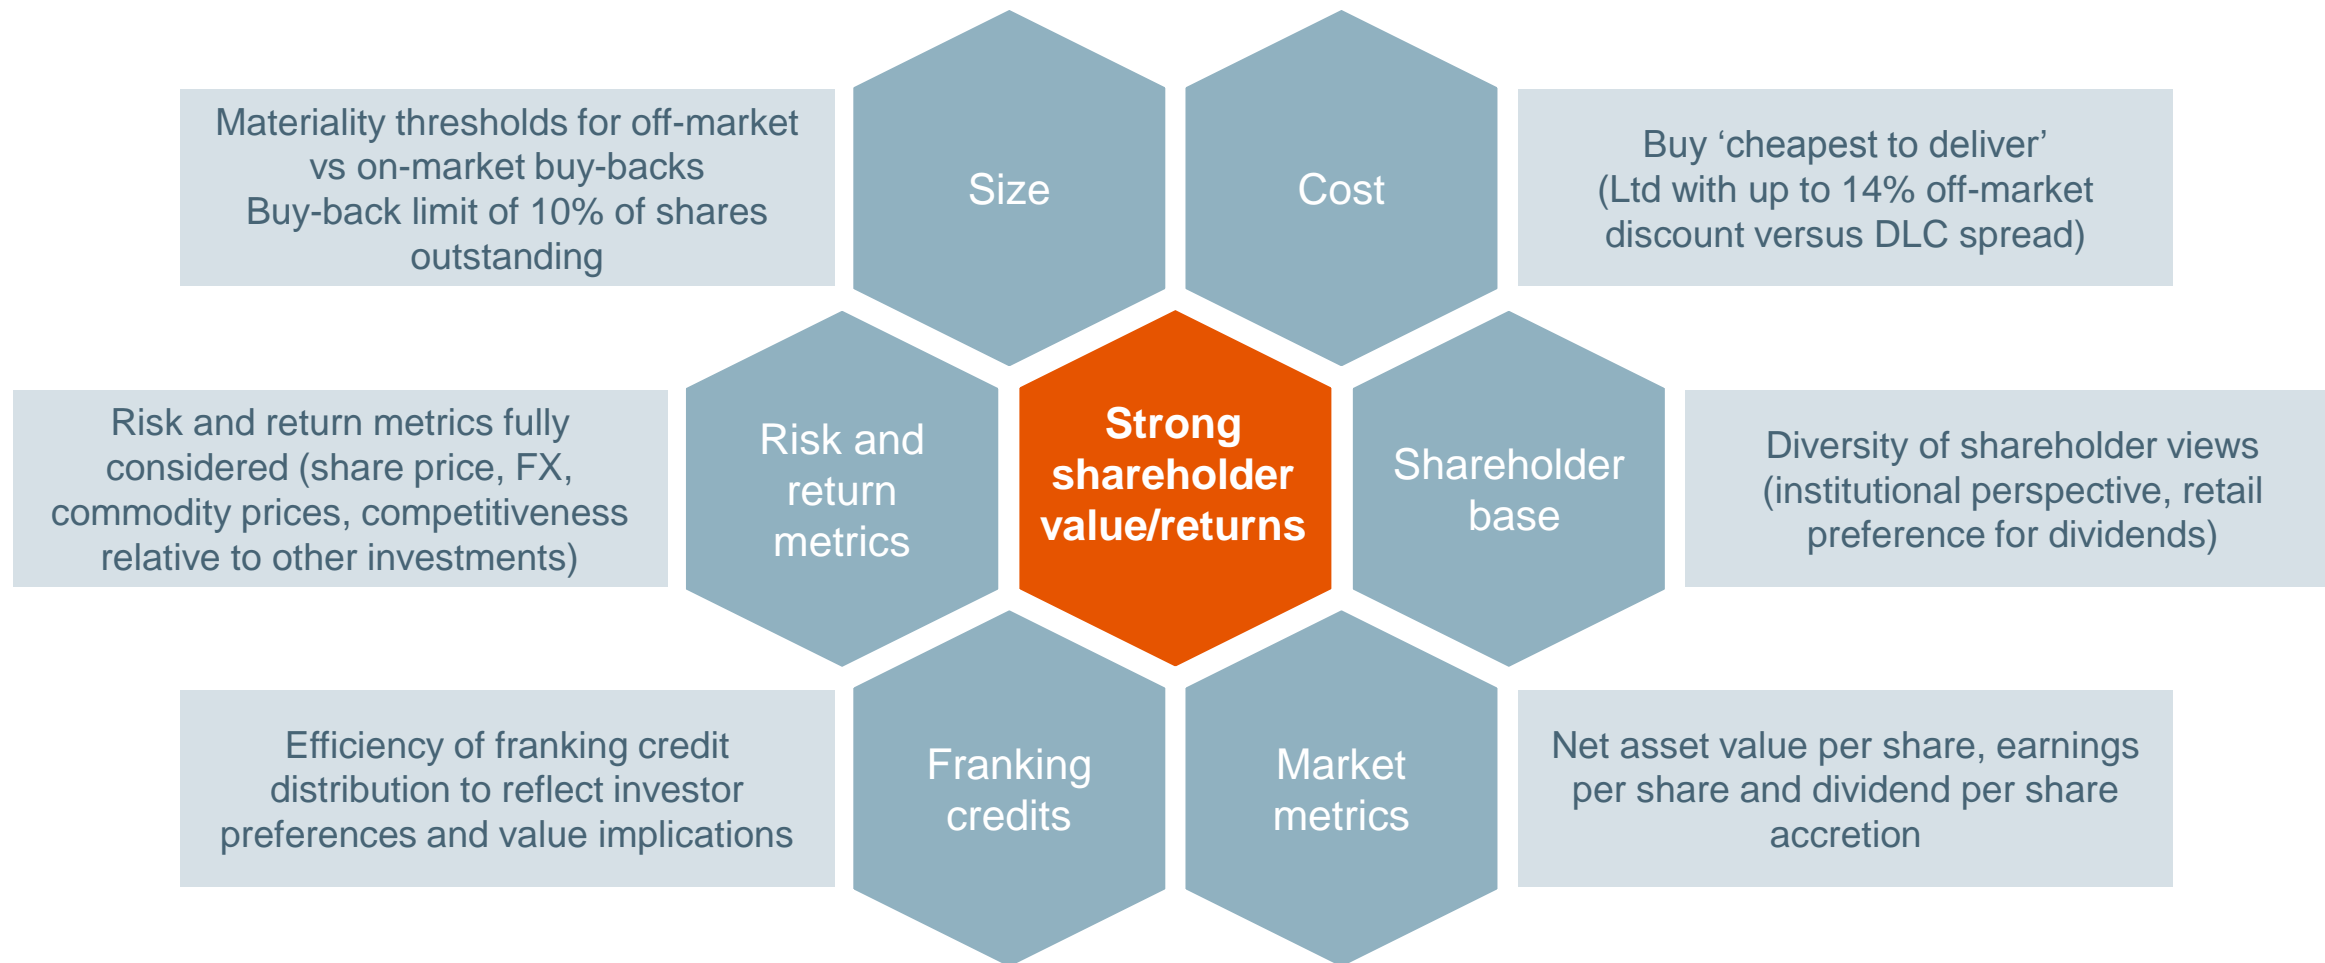 Materiality thresholds for off-market
vs on-market buy-backs
Buy-back limit of 10% of shares
outstanding
Size
Cost
Buy ‘cheapest to deliver’
(Ltd with up to 14% off-market
discount versus DLC spread)
Risk and return metrics fully
considered (share price, FX,
commodity prices, competitiveness
relative to other investments)
Risk and
return
metrics
Strong
shareholder
value/returns
Shareholder
base
Diversity of shareholder views
(institutional perspective, retail
preference for dividends)
Efficiency of franking credit
distribution to reflect investor
preferences and value implications
Franking
credits
Market
metrics
Net asset value per share, earnings
per share and dividend per share
accretion